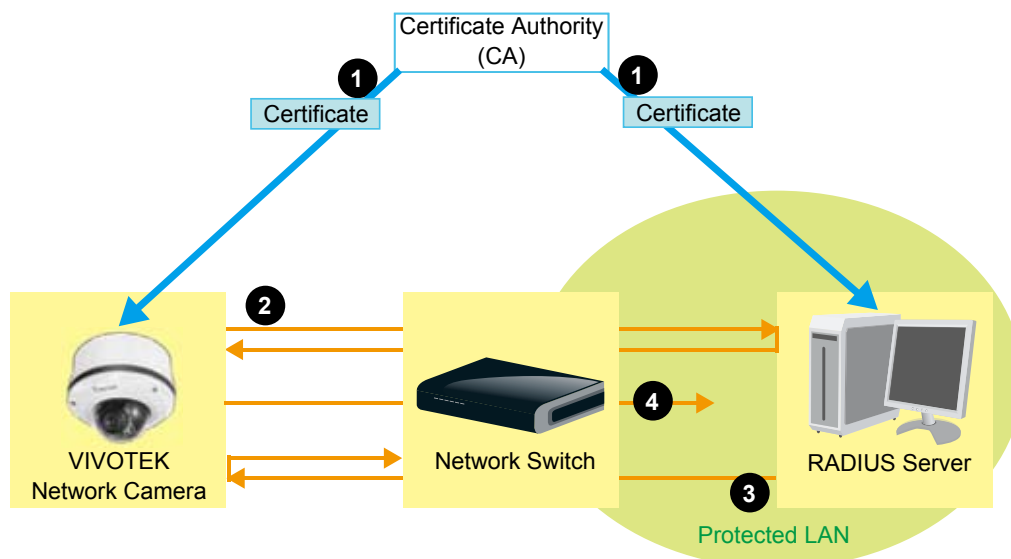 Certificate Authority
(CA)
1
1
Certificate
Certificate
2
4
VIVOTEK
Network Camera
Network Switch
RADIUS Server
3
Protected LAN